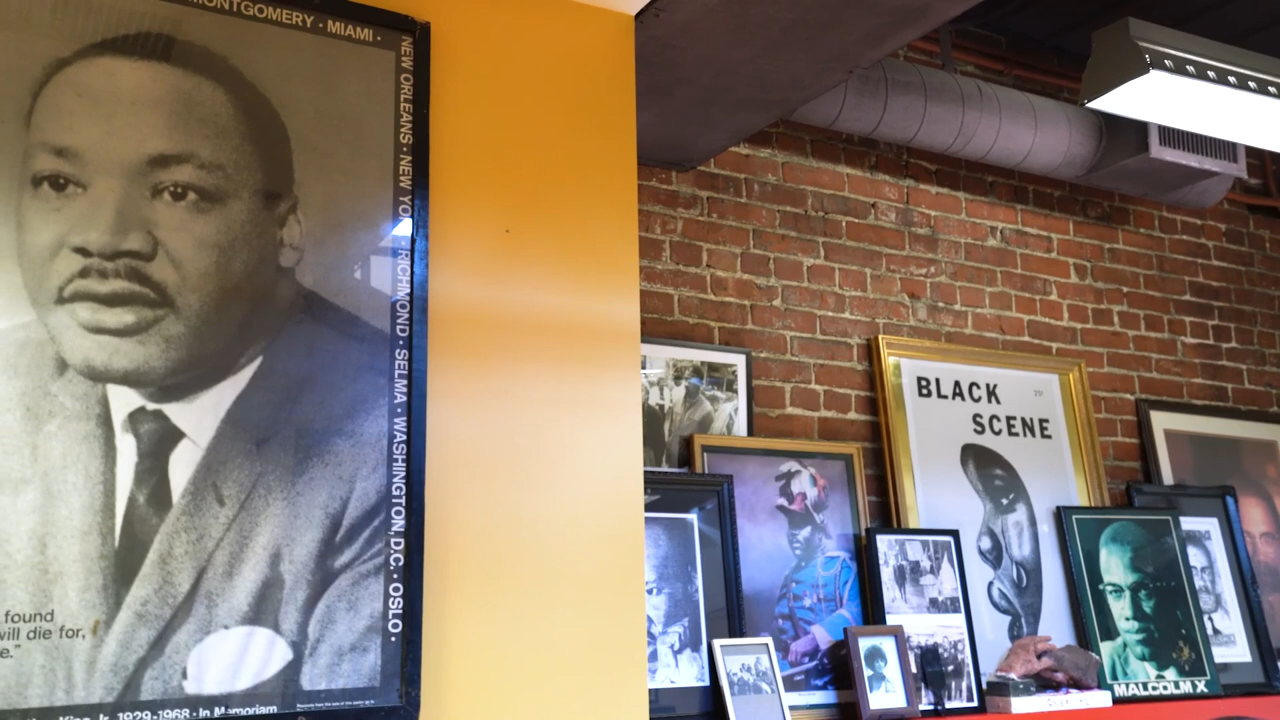 MONTGOMERY · MIAMI ·
NEW ORLEANS · NEW YORK · RICHMOND · SELMA · WASHINGTON, D.C. · OSLO ·
found
will die for,
e."
King, Jr. 1929-1968 · In Memoriam
BLACK
SCENE
MALCOLM X